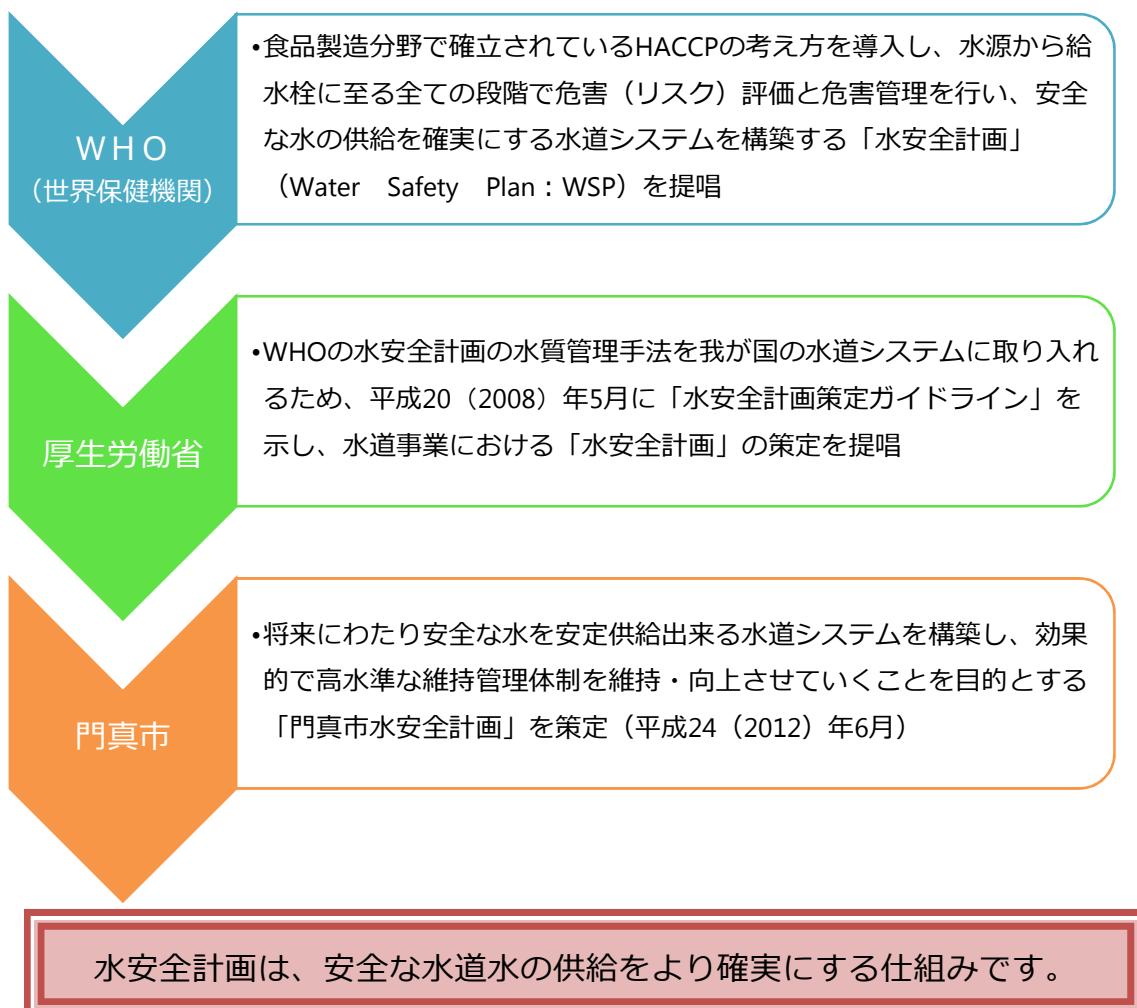 WHO
(世界保健機関)
•食品製造分野で確立されているHACCPの考え方を導入し、水源から給
水栓に至る全ての段階で危害（リスク）評価と危害管理を行い、安全
な水の供給を確実にする水道システムを構築する「水安全計画」
（Water　Safety　Plan：WSP）を提唱
厚生労働省
•WHOの水安全計画の水質管理手法を我が国の水道システムに取り入れ
るため、平成20（2008）年5月に「水安全計画策定ガイドライン」を
示し、水道事業における「水安全計画」の策定を提唱
門真市
•将来にわたり安全な水を安定供給出来る水道システムを構築し、効果
的で高水準な維持管理体制を維持・向上させていくことを目的とする
「門真市水安全計画」を策定（平成24（2012）年6月）
水安全計画は、安全な水道水の供給をより確実にする仕組みです。